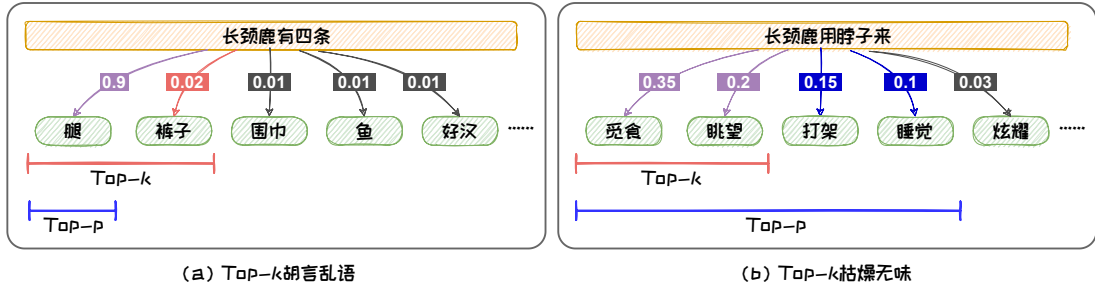 长颈鹿有四条
0.9
0.02
0.01
0.01
0.01
腿
裤子
围巾
鱼
好汉
……
Top-k
Top-p
(a) Top-k胡言乱语
长颈鹿用脖子来
0.35
0.2
0.15
0.1
0.03
觅食
眺望
打架
睡觉
炫耀
……
Top-k
Top-p
(b) Top-k枯燥无味